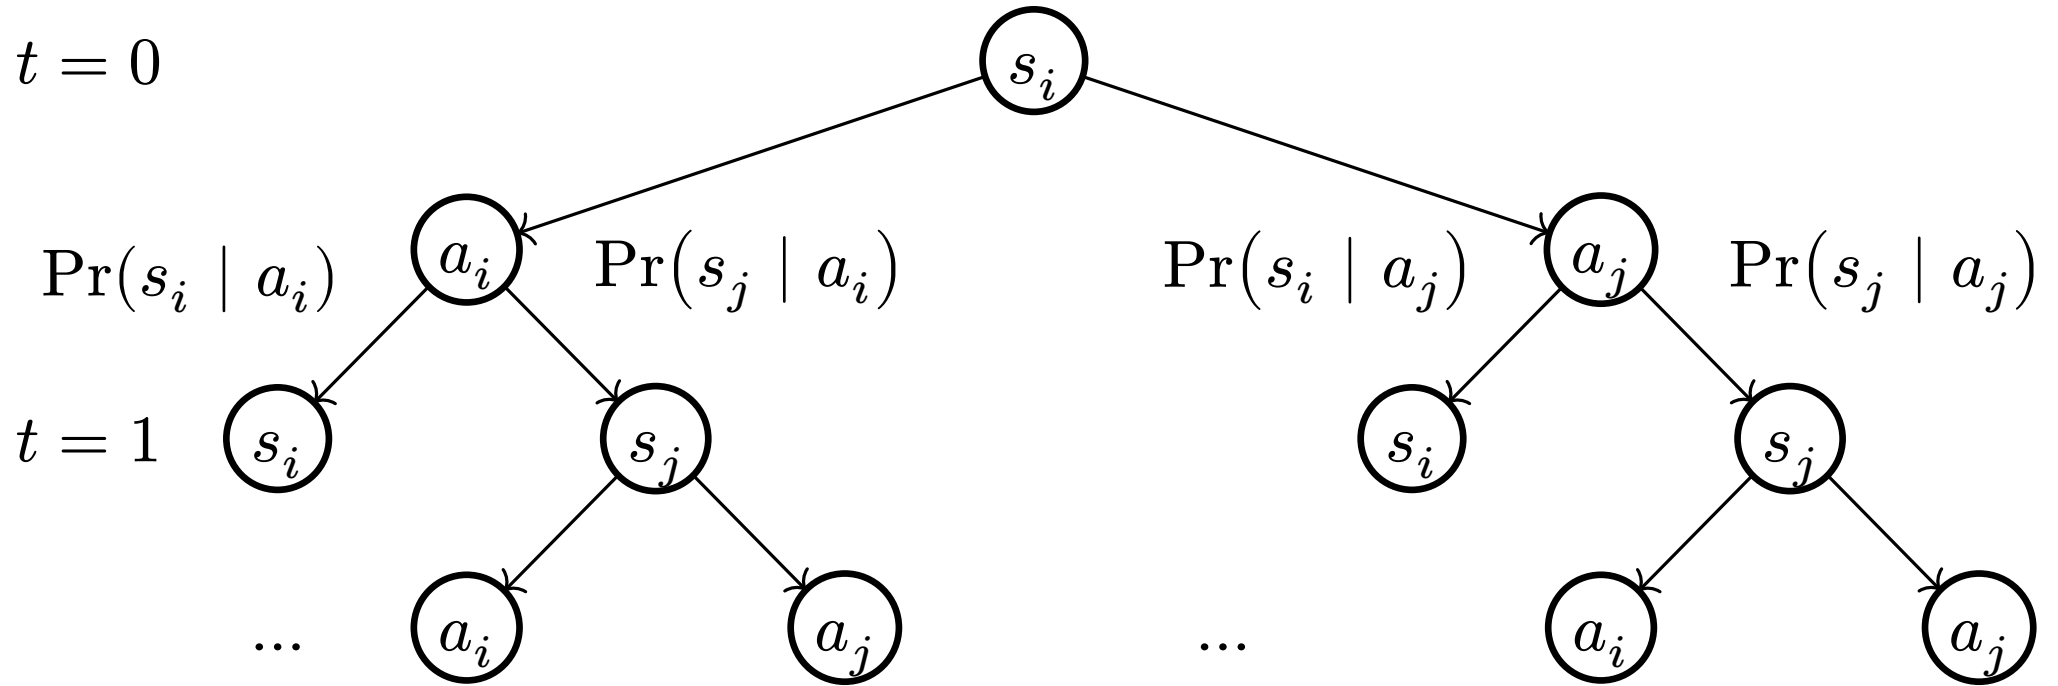 t = 0 s_i
a_i a_j
Pr(s_i | a_i) Pr(s_j | a_i) Pr(s_i | a_j) Pr(s_j | a_j)
t = 1 s_i s_j s_i s_j
... a_i a_j ... a_i a_j